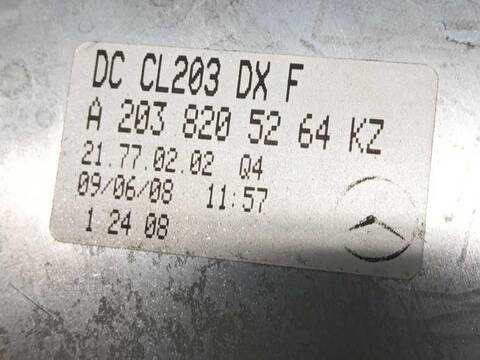 DC CL203 DX F
A 203 820 52 64 KZ
21.77.02.02 Q4
09/06/08 11:57
1 24 08